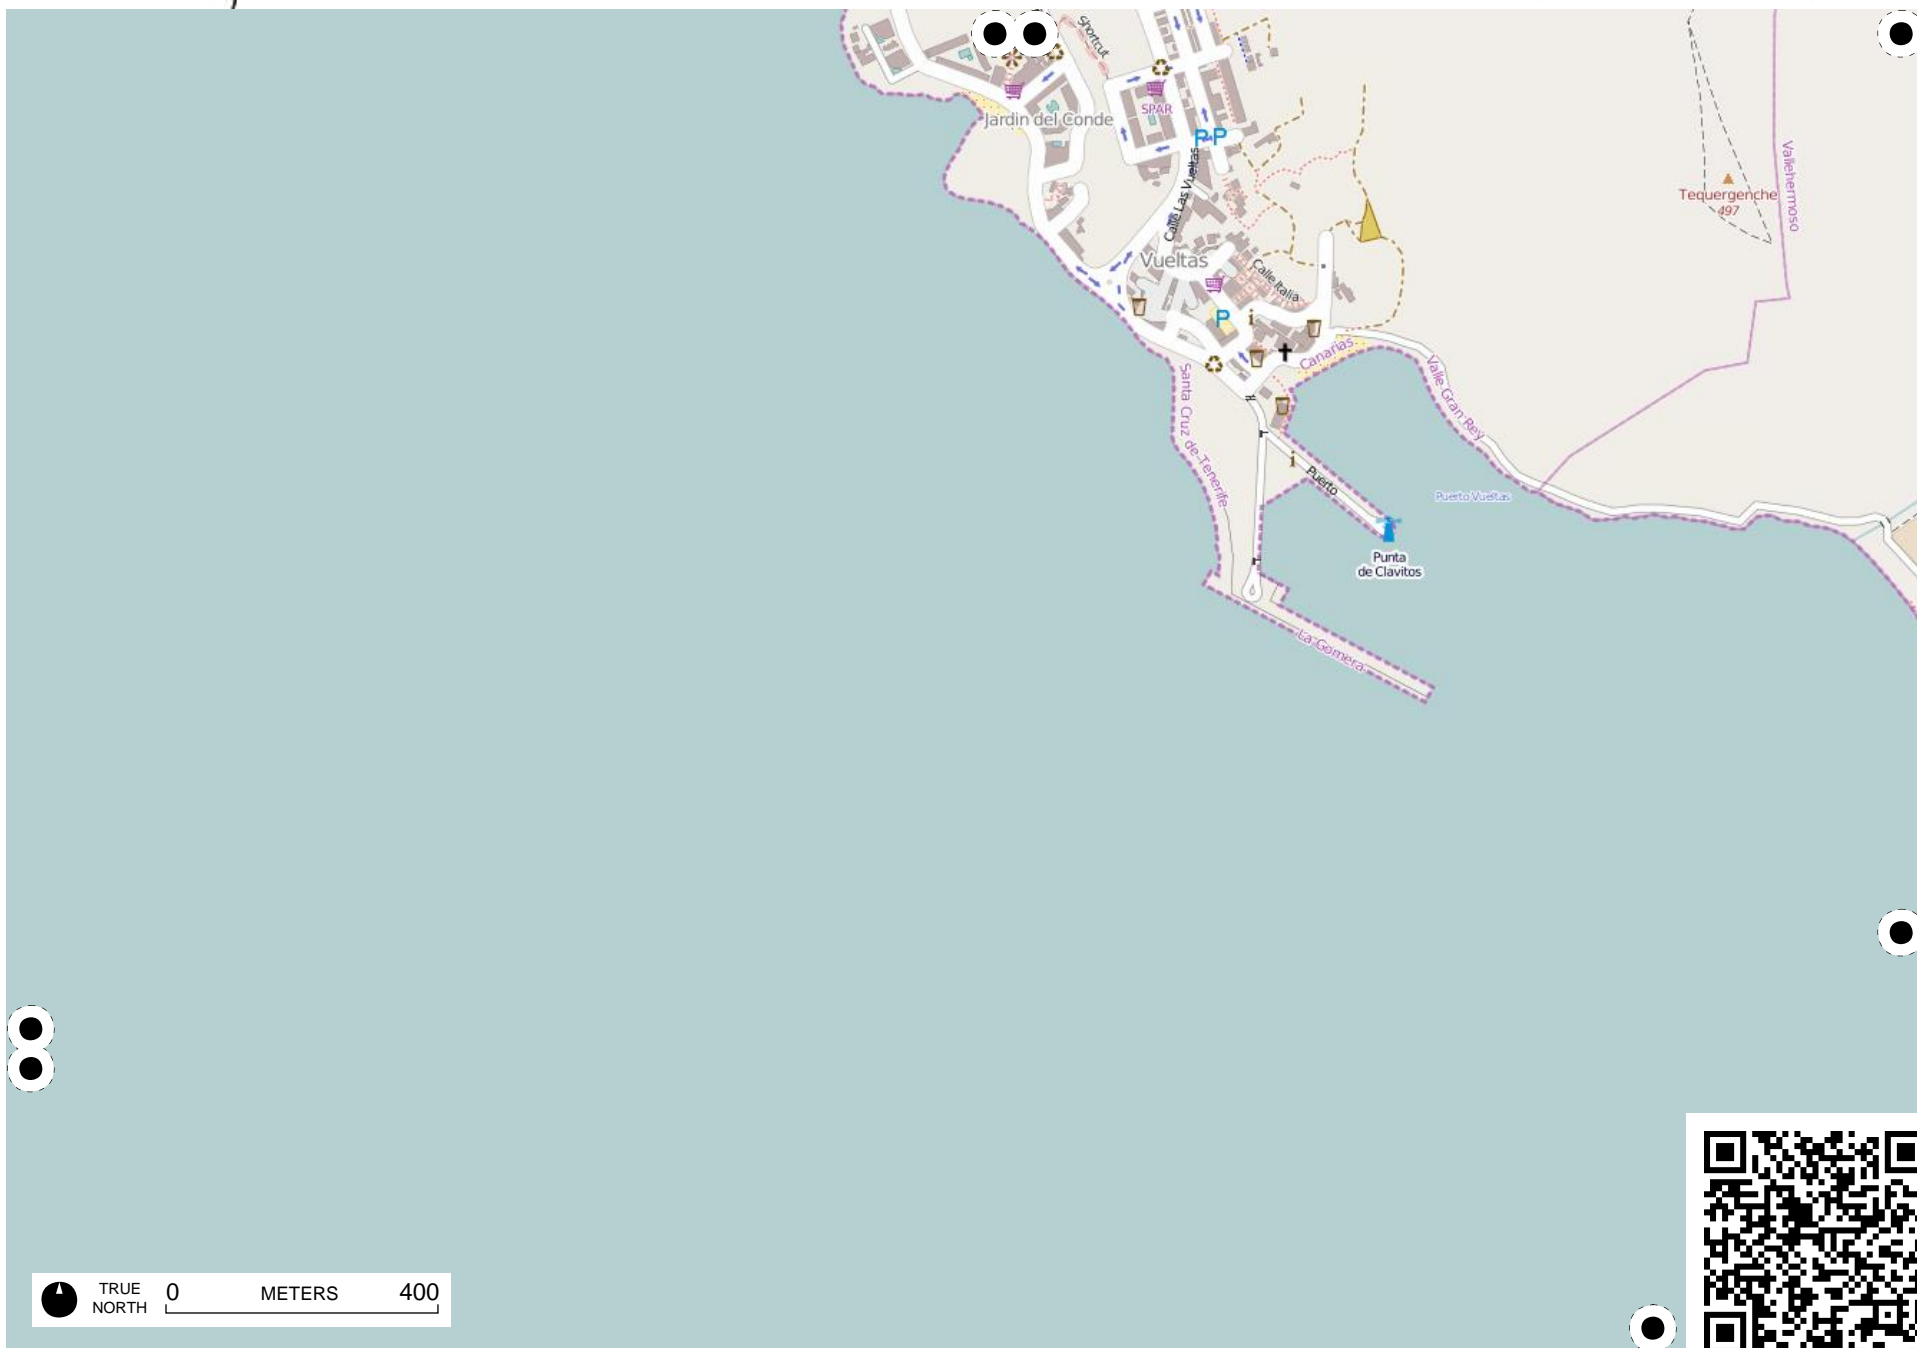 Shortcut
SPAR
Jardin del Conde
P P
Calle Las Vueltas
Vallehermoso
Tequergenche
497
Vueltas
Calle Italia
P
i
Canarias
Valle Gran Rey
Santa Cruz de Tenerife
i
Puerto
Puerto Vueltas
Punta
de Clavitos
La Gomera
TRUE
NORTH
0 METERS 400